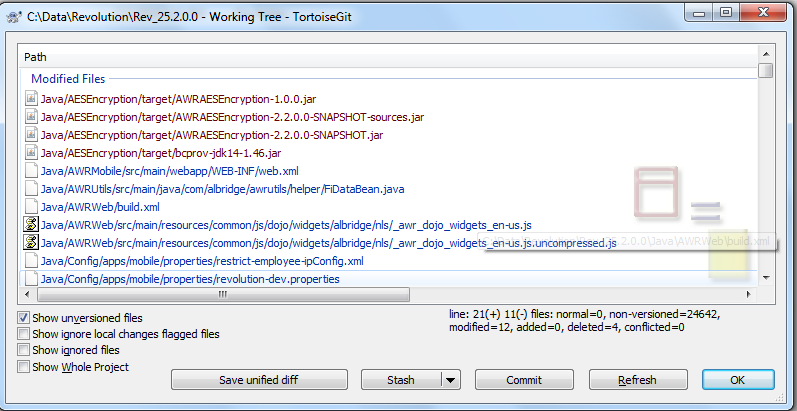 C:\Data\Revolution\Rev_25.2.0.0 - Working Tree - TortoiseGit
Path
Modified Files
Java/AESEncryption/target/AWRAESEncryption-1.0.0.jar
Java/AESEncryption/target/AWRAESEncryption-2.2.0.0-SNAPSHOT-sources.jar
Java/AESEncryption/target/AWRAESEncryption-2.2.0.0-SNAPSHOT.jar
Java/AESEncryption/target/bcprov-jdk14-1.46.jar
Java/AWRMobile/src/main/webapp/WEB-INF/web.xml
Java/AWRUtils/src/main/java/com/albridge/awrutils/helper/FiDataBean.java
Java/AWRWeb/build.xml
Java/AWRWeb/src/main/resources/common/js/dojo/widgets/albridge/nls/_awr_dojo_widgets_en-us.js
Java/AWRWeb/src/main/resources/common/js/dojo/widgets/albridge/nls/_awr_dojo_widgets_en-us.js.uncompressed.js
25.2.0.0\Java\AWRWeb\build.xml
Java/Config/apps/mobile/properties/restrict-employee-ipConfig.xml
Java/Config/apps/mobile/properties/revolution-dev.properties
Show unversioned files
Show ignore local changes flagged files
Show ignored files
Show Whole Project
line: 21(+) 11(-) files: normal=0, non-versioned=24642,
modified=12, added=0, deleted=4, conflicted=0
Save unified diff
Stash
Commit
Refresh
OK